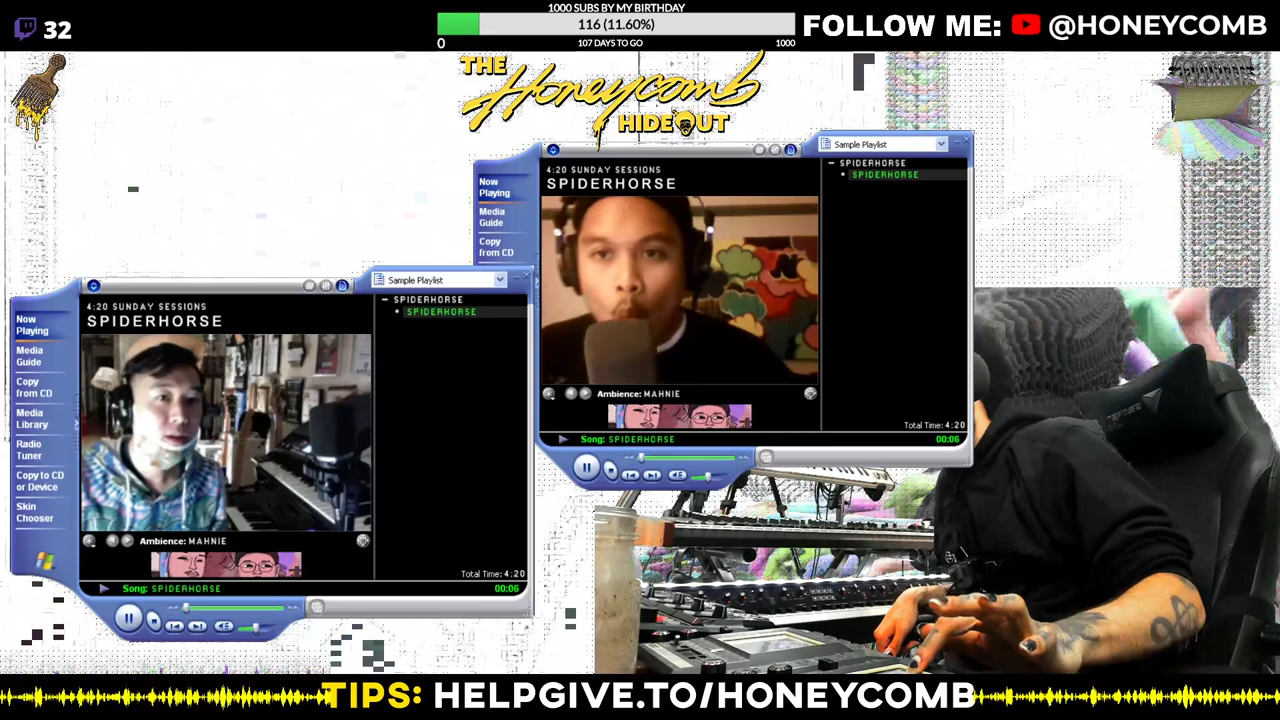 32
1000 SUBS BY MY BIRTHDAY
116 (11.60%)
0
107 DAYS TO GO
1000
FOLLOW ME: @HONEYCOMB
THE
Honeycomb
HIDEOUT
Sample Playlist
4:20 SUNDAY SESSIONS
SPIDERHORSE
SPIDERHORSE
SPIDERHORSE
Now
Playing
Media
Guide
Copy
from CD
Ambience: MAHNIE
Total Time: 4:20
Song: SPIDERHORSE
00:06
Sample Playlist
4:20 SUNDAY SESSIONS
SPIDERHORSE
SPIDERHORSE
SPIDERHORSE
Now
Playing
Media
Guide
Copy
from CD
Media
Library
Radio
Tuner
Copy to CD
or Device
Skin
Chooser
Ambience: MAHNIE
Total Time: 4:20
Song: SPIDERHORSE
00:06
TIPS: HELPGIVE.TO/HONEYCOMB